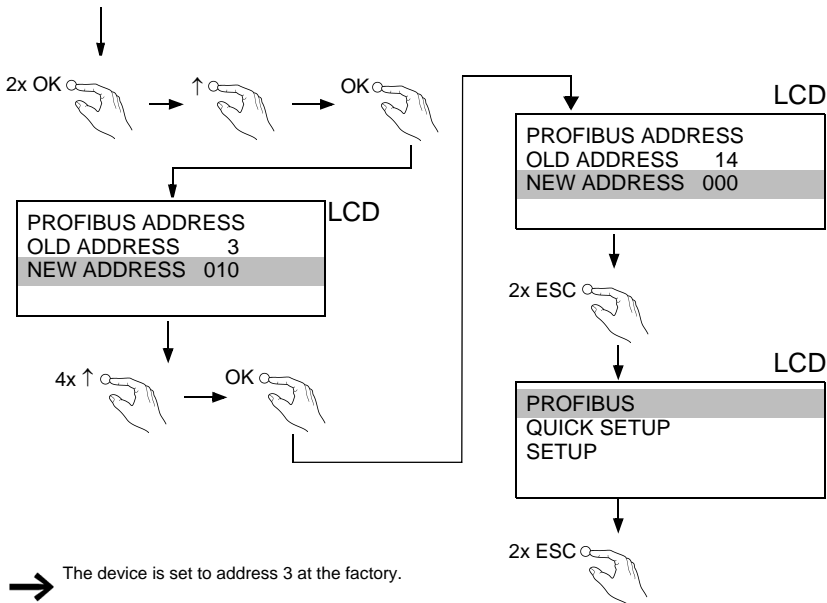 2x OK
↑
OK
LCD
PROFIBUS ADDRESS
OLD ADDRESS 3
NEW ADDRESS 010
4x ↑
OK
LCD
PROFIBUS ADDRESS
OLD ADDRESS 14
NEW ADDRESS 000
2x ESC
LCD
PROFIBUS
QUICK SETUP
SETUP
2x ESC
The device is set to address 3 at the factory.